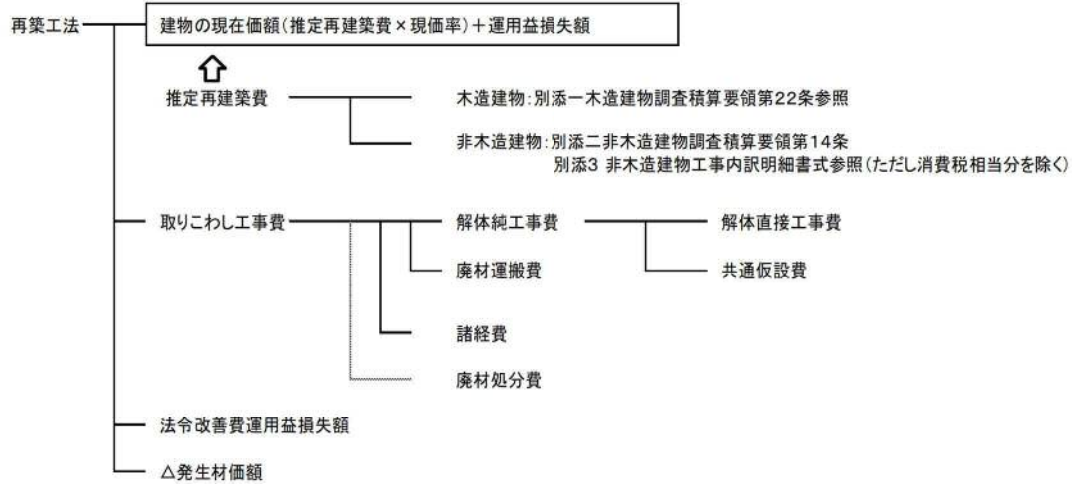 再築工法 建物の現在価額(推定再建築費×現価率)+運用益損失額
推定再建築費 木造建物:別添一木造建物調査積算要領第22条参照
非木造建物:別添二非木造建物調査積算要領第14条
別添3 非木造建物工事内訳明細書式参照(ただし消費税相当分を除く)
取りこわし工事費 解体純工事費 解体直接工事費
廃材運搬費 共通仮設費
諸経費
廃材処分費
法令改善費運用益損失額
△発生材価額